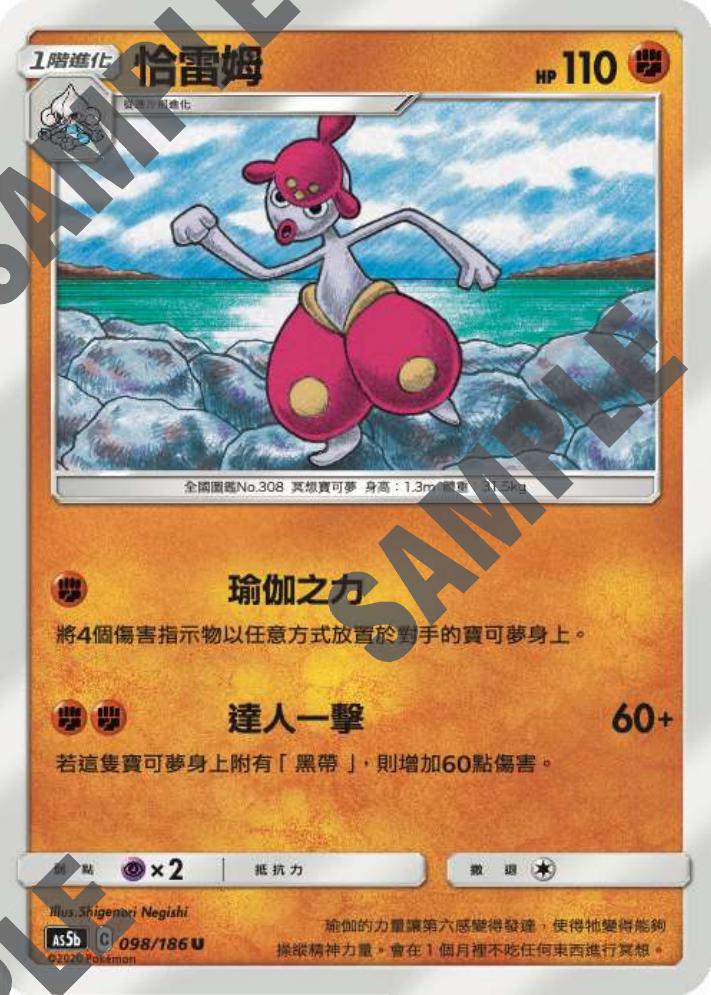 1階進化
恰雷姆
HP 110
進化
全國圖鑑No.308 冥想寶可夢 身高：1.3m 體重：31.5kg
瑜伽之力
將4個傷害指示物以任意方式放置於對手的寶可夢身上。
達人一擊 60+
若這隻寶可夢身上附有「 黑帶 」，則增加60點傷害。
弱 點 ×2 抵抗力 撤 退
Illus.Shigenori Negishi
AS5b C 098/186 U
©2020 Pokémon
瑜伽的力量讓第六感變得發達，使得牠變得能夠
操縱精神力量。會在1個月裡不吃任何東西進行冥想。
SAMPLE
SAMPLE
SAMPLE